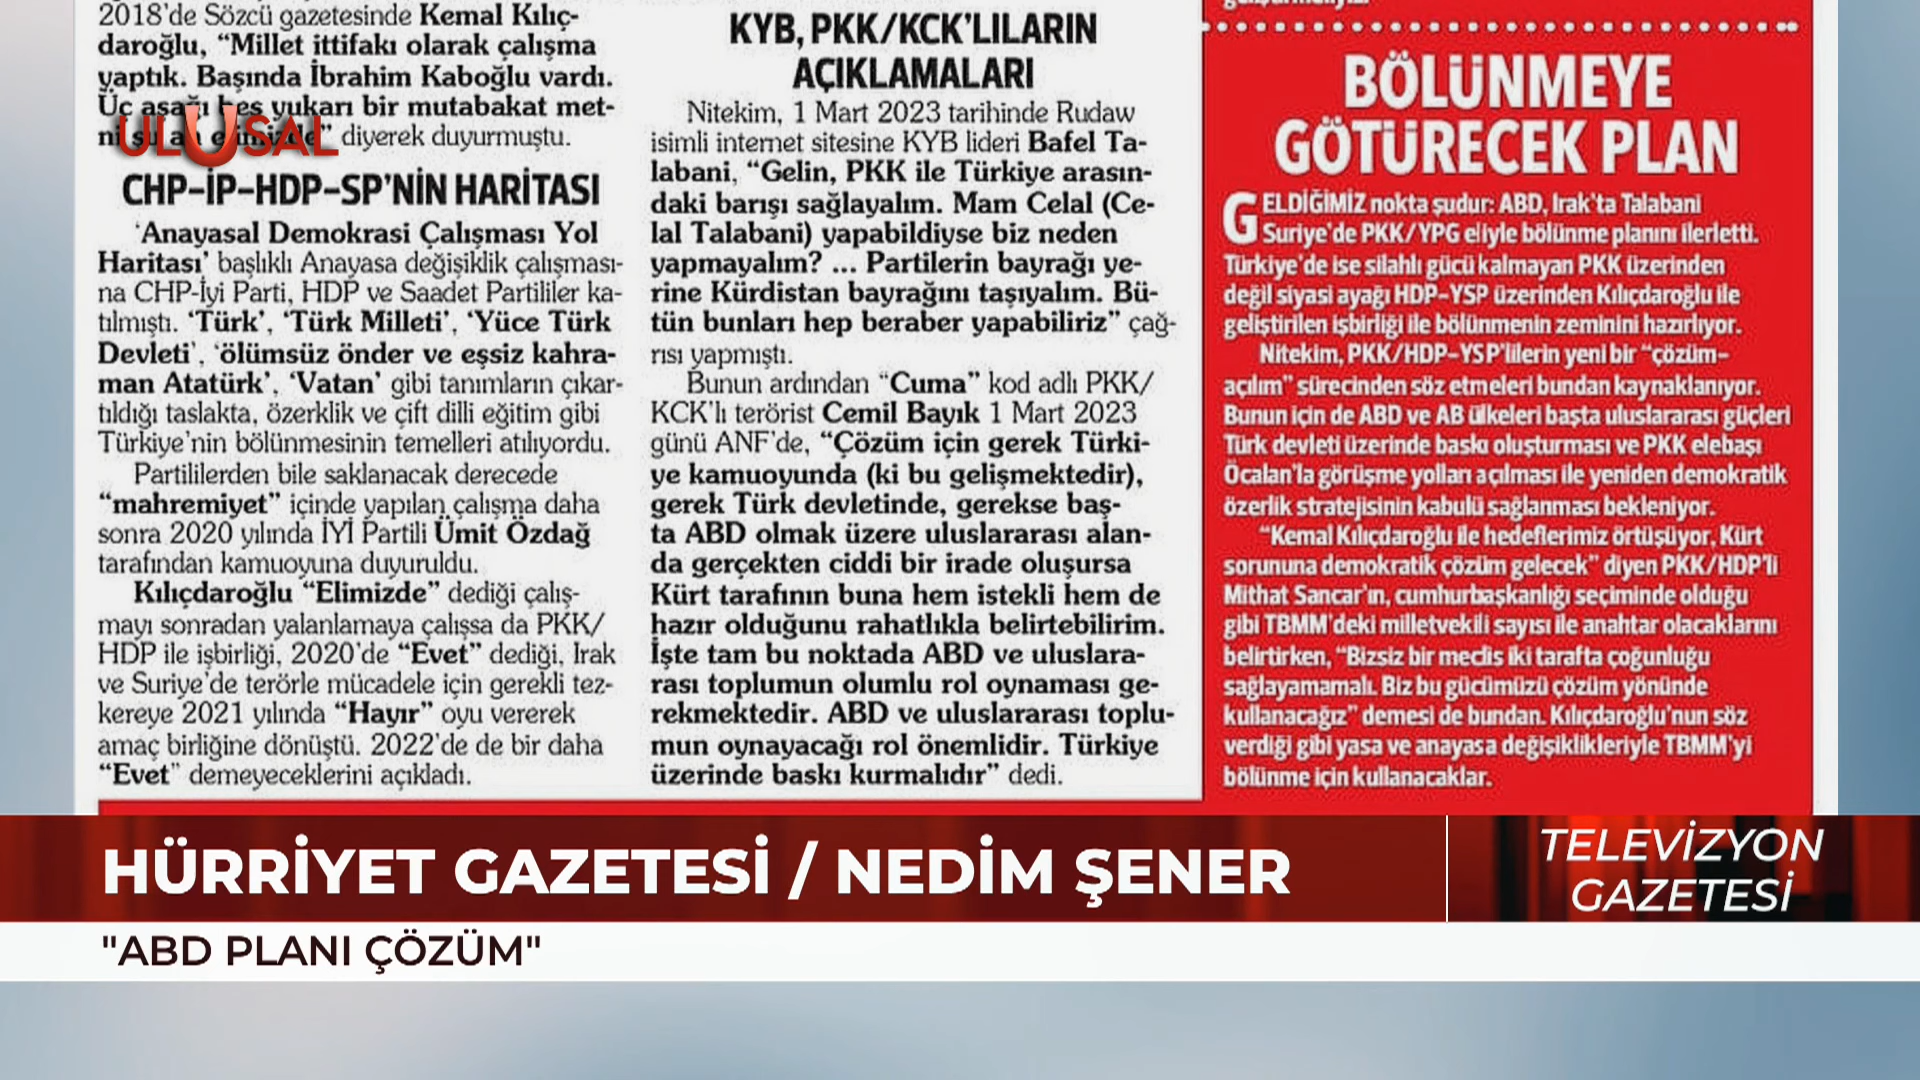 2018'de Sözcü gazetesinde Kemal Kılıç-
daroğlu, “Millet ittifakı olarak çalışma
yaptık. Başında İbrahim Kaboğlu vardı.
Üç aşağı beş yukarı bir mutabakat met-
diyerek duyurmuştu.
ULUSAL
CHP-İP-HDP-SP'NİN HARİTASI
'Anayasal Demokrasi Çalışması Yol
Haritası' başlıklı Anayasa değişiklik çalışması-
na CHP-İyi Parti, HDP ve Saadet Partililer ka-
tılmıştı. 'Türk', 'Türk Milleti', 'Yüce Türk
Devleti', 'ölümsüz önder ve eşsiz kahra-
man Atatürk', 'Vatan' gibi tanımların çıkar-
tıldığı taslakta, özerklik ve çift dilli eğitim gibi
Türkiye'nin bölünmesinin temelleri atılıyordu.
Partililerden bile saklanacak derecede
“mahremiyet” içinde yapılan çalışma daha
sonra 2020 yılında İYİ Partili Ümit Özdağ
tarafından kamuoyuna duyuruldu.
Kılıçdaroğlu “Elimizde” dediği çalış-
mayı sonradan yalanlamaya çalışsa da PKK/
HDP ile işbirliği, 2020'de “Evet” dediği, Irak
ve Suriye'de terörle mücadele için gerekli tez-
kereye 2021 yılında “Hayır” oyu vererek
amaç birliğine dönüştü. 2022'de de bir daha
“Evet” demeyeceklerini açıkladı.
KYB, PKK/KCK'LILARIN
AÇIKLAMALARI
Nitekim, 1 Mart 2023 tarihinde Rudaw
isimli internet sitesine KYB lideri Bafel Ta-
labani, “Gelin, PKK ile Türkiye arasın-
daki barışı sağlayalım. Mam Celal (Ce-
lal Talabani) yapabildiyse biz neden
yapmayalım? ... Partilerin bayrağı ye-
rine Kürdistan bayrağını taşıyalım. Bü-
tün bunları hep beraber yapabiliriz” çağ-
rısı yapmıştı.
Bunun ardından “Cuma” kod adlı PKK/
KCK'lı terörist Cemil Bayık 1 Mart 2023
günü ANF'de, “Çözüm için gerek Türki-
ye kamuoyunda (ki bu gelişmektedir),
gerek Türk devletinde, gerekse baş-
ta ABD olmak üzere uluslararası alan-
da gerçekten ciddi bir irade oluşursa
Kürt tarafının buna hem istekli hem de
hazır olduğunu rahatlıkla belirtebilirim.
İşte tam bu noktada ABD ve uluslara-
rası toplumun olumlu rol oynaması ge-
rekmektedir. ABD ve uluslararası toplu-
mun oynayacağı rol önemlidir. Türkiye
üzerinde baskı kurmalıdır” dedi.
BÖLÜNMEYE
GÖTÜRECEK PLAN
GELDİĞİMİZ nokta şudur: ABD, Irak'ta Talabani
Suriye'de PKK/YPG eliyle bölünme planını ilerletti.
Türkiye'de ise silahlı gücü kalmayan PKK üzerinden
değil siyasi ayağı HDP-YSP üzerinden Kılıçdaroğlu ile
geliştirilen işbirliği ile bölünmenin zeminini hazırlıyor.
Nitekim, PKK/HDP-YSP'lilerin yeni bir “çözüm-
açılım” sürecinden söz etmeleri bundan kaynaklanıyor.
Bunun için de ABD ve AB ülkeleri başta uluslararası güçleri
Türk devleti üzerinde baskı oluşturması ve PKK elebaşı
Öcalan'la görüşme yolları açılması ile yeniden demokratik
özerlik stratejisinin kabulü sağlanması bekleniyor.
“Kemal Kılıçdaroğlu ile hedeflerimiz örtüşüyor, Kürt
sorununa demokratik çözüm gelecek” diyen PKK/HDP'li
Mithat Sancar'ın, cumhurbaşkanlığı seçiminde olduğu
gibi TBMM'deki milletvekili sayısı ile anahtar olacaklarını
belirtirken, “Bizsiz bir meclis iki tarafta çoğunluğu
sağlayamamalı. Biz bu gücümüzü çözüm yönünde
kullanacağız” demesi de bundan. Kılıçdaroğlu'nun söz
verdiği gibi yasa ve anayasa değişiklikleriyle TBMM'yi
bölünme için kullanacaklar.
HÜRRİYET GAZETESİ / NEDİM ŞENER
TELEVİZYON
GAZETESİ
"ABD PLANI ÇÖZÜM"